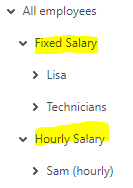 All employees
Fixed Salary
Lisa
Technicians
Hourly Salary
Sam (hourly)